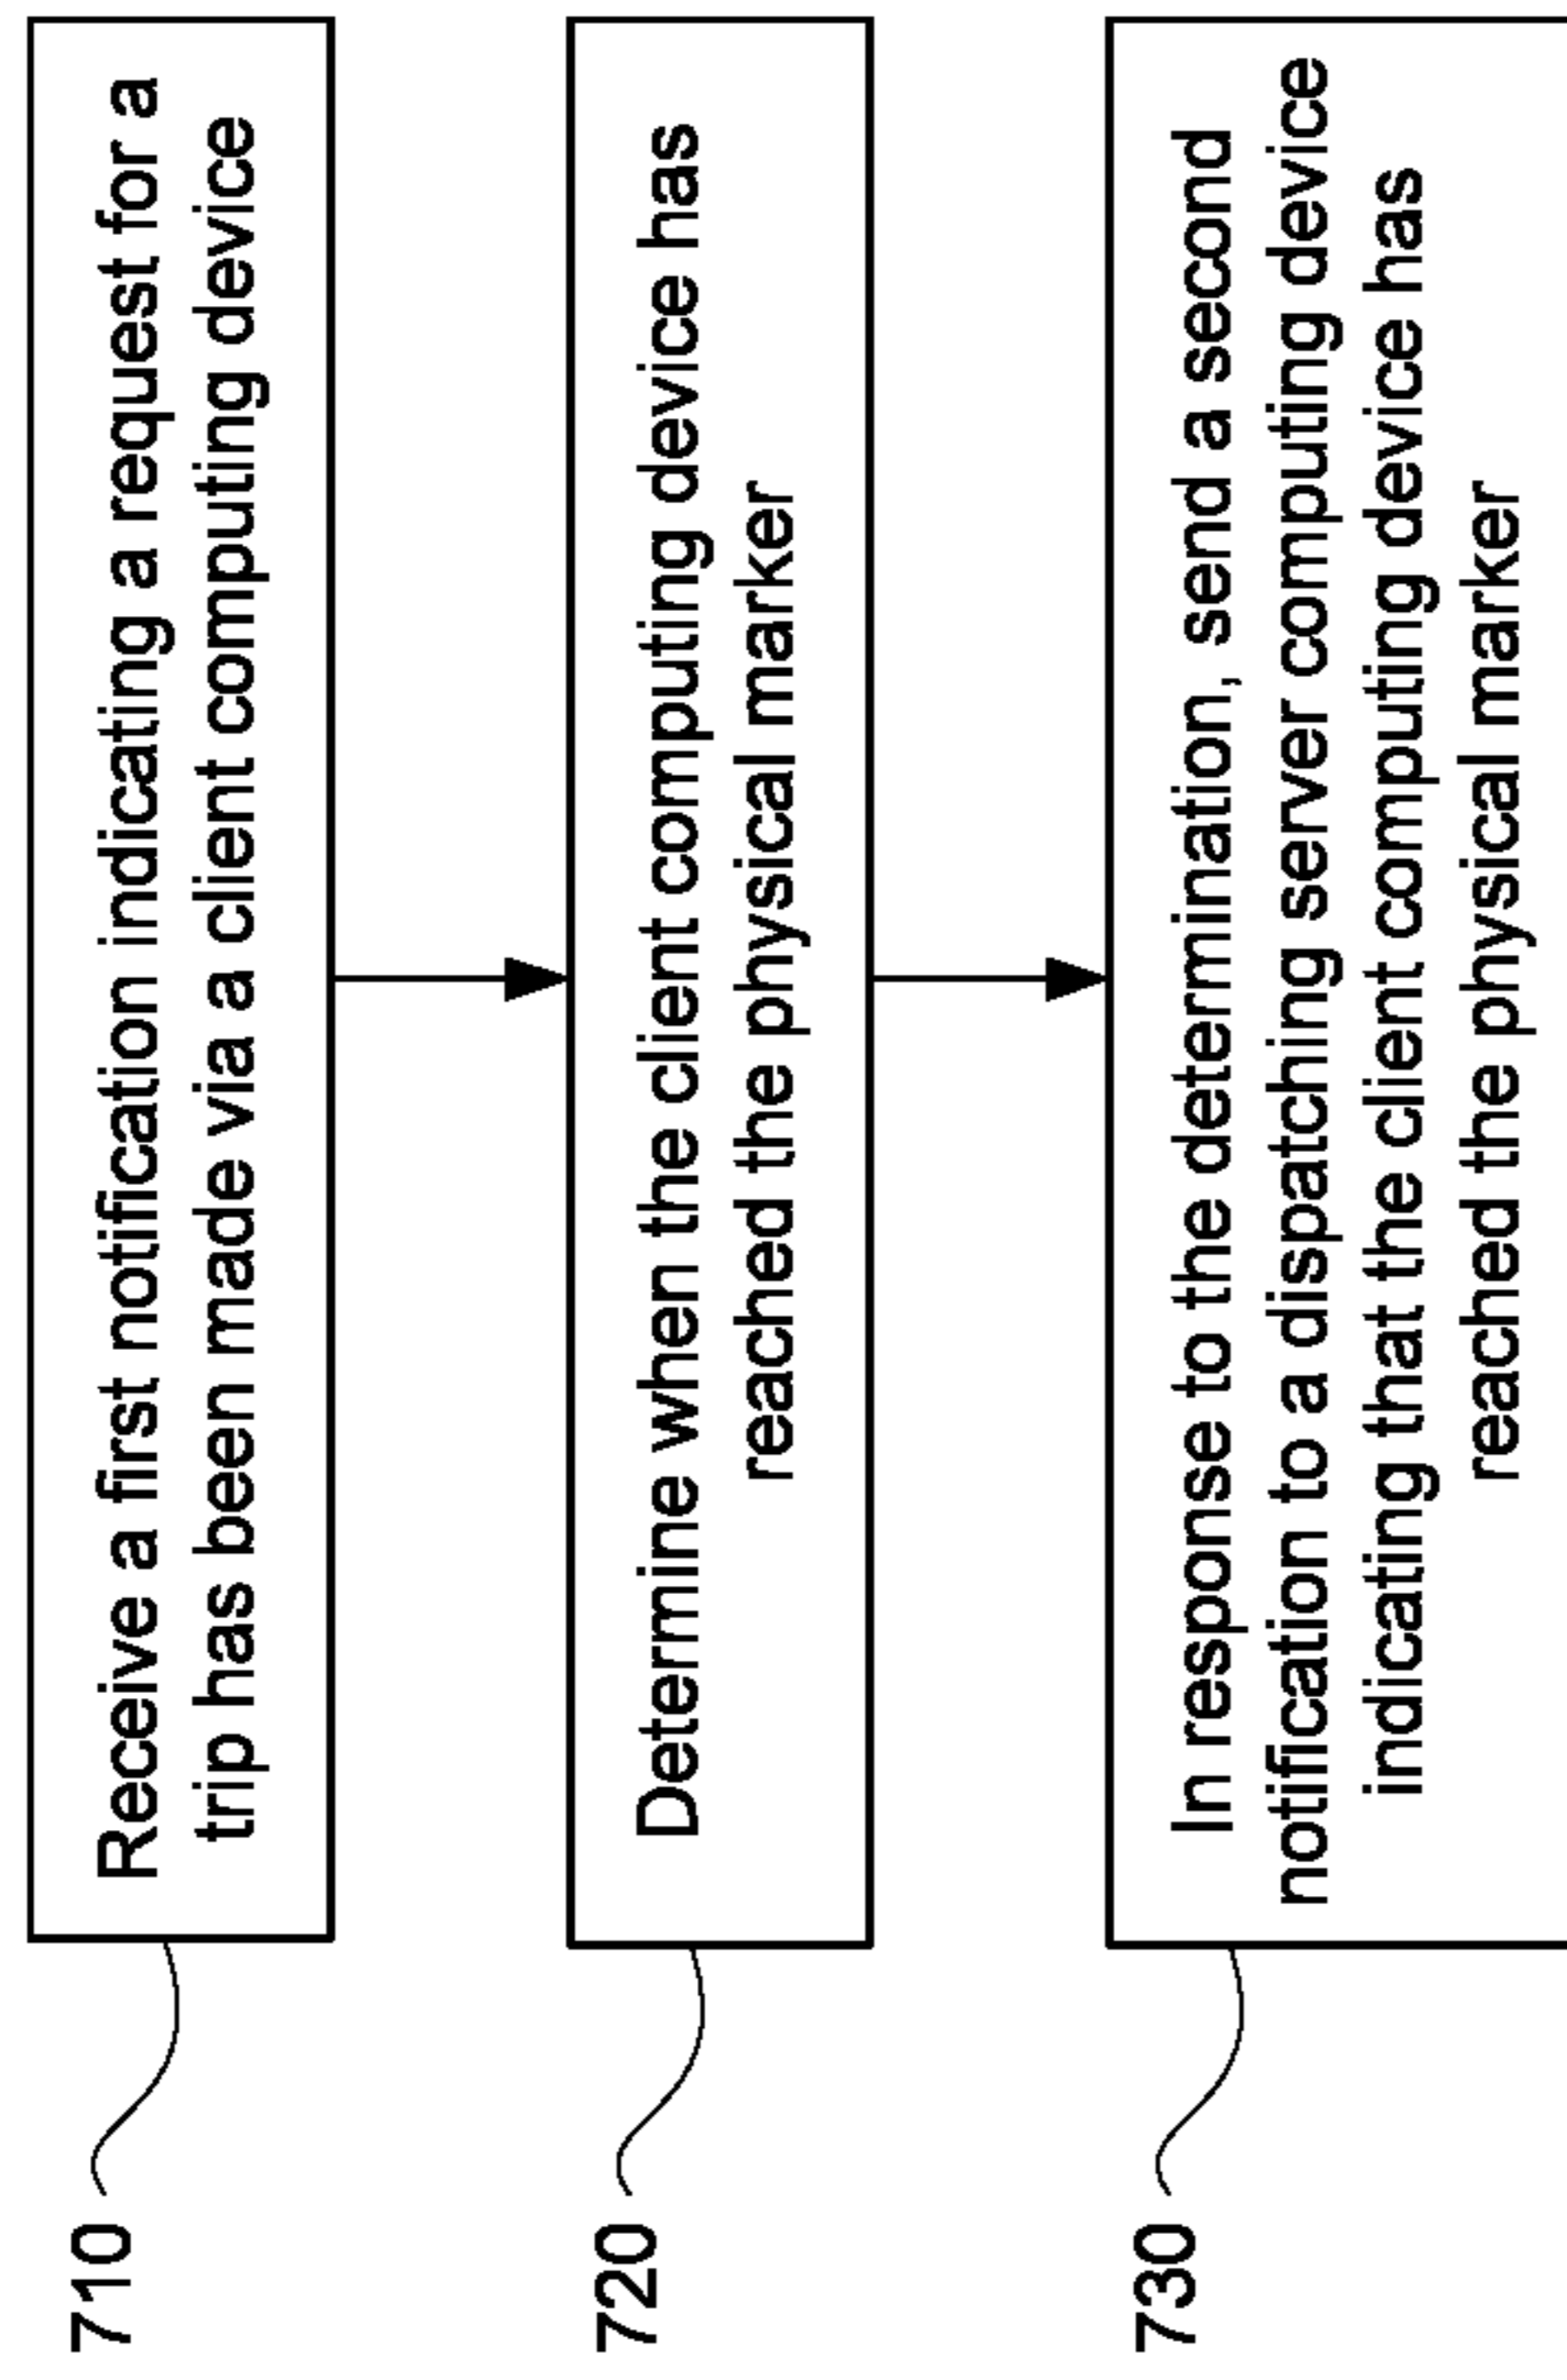 710
Receive a first notification indicating a request for a
trip has been made via a client computing device
720
Determine when the client computing device has
reached the physical marker
730
In response to the determination, send a second
notification to a dispatching server computing device
indicating that the client computing device has
reached the physical marker